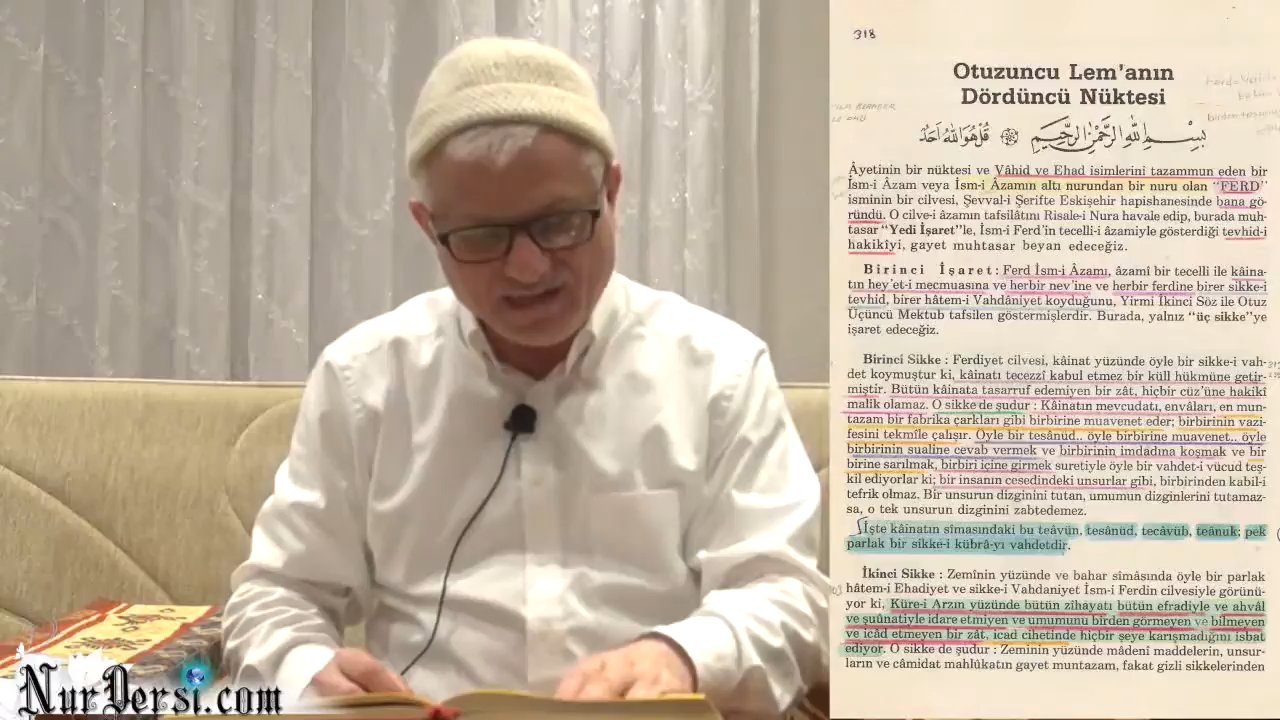 318
Otuzuncu Lem'anın
Dördüncü Nüktesi
بِسْمِ اللّٰهِ الرَّحْمٰنِ الرَّحِيمِ ۞ قُلْ هُوَ اللّٰهُ اَحَدٌ
Âyetinin bir nüktesi ve Vâhid ve Ehad isimlerini tazammun eden bir
İsm-i Âzam veya İsm-i Âzamın altı nurundan bir nuru olan "FERD"
isminin bir cilvesi, Şevval-i Şerifte Eskişehir hapishanesinde bana gö-
ründü. O cilve-i âzamın tafsilâtını Risale-i Nura havale edip, burada muh-
tasar "Yedi İşaret"le, İsm-i Ferd'in tecelli-i âzamiyle gösterdiği tevhid-i
hakikîyi, gayet muhtasar beyan edeceğiz.
Birinci İşaret: Ferd İsm-i Âzamı, âzamî bir tecelli ile kâina-
tın hey'et-i mecmuasına ve herbir nev'ine ve herbir ferdine birer sikke-i
tevhid, birer hâtem-i Vahdâniyet koyduğunu, Yirmi İkinci Söz ile Otuz
Üçüncü Mektub tafsilen göstermişlerdir. Burada, yalnız "üç sikke"ye
işaret edeceğiz.
Birinci Sikke : Ferdiyet cilvesi, kâinat yüzünde öyle bir sikke-i vah-
det koymuştur ki, kâinatı tecezzi kabul etmez bir küll hükmüne getir-
miştir. Bütün kâinata tasarruf edemiyen bir zât, hiçbir cüz'üne hakikî
malik olamaz. O sikke de şudur : Kâinatın mevcudatı, envâları, en mun-
tazam bir fabrika çarkları gibi birbirine muavenet eder; birbirinin vazi-
fesini tekmîle çalışır. Öyle bir tesânüd.. öyle birbirine muavenet.. öyle
birbirinin sualine cevab vermek ve birbirinin imdadına koşmak ve bir
birine sarılmak, birbiri içine girmek suretiyle öyle bir vahdet-i vücud teş-
kil ediyorlar ki; bir insanın cesedindeki unsurlar gibi, birbirinden kabil-i
tefrik olmaz. Bir unsurun dizginini tutan, umumun dizginlerini tutamaz-
sa, o tek unsurun dizginini zabtedemez.
İşte kâinatın sîmasındaki bu teâvün, tesânüd, tecâvüb, teânuk; pek
parlak bir sikke-i kübrâ-yı vahdetdir.
İkinci Sikke : Zemînin yüzünde ve bahar sîmâsında öyle bir parlak
hâtem-i Ehadiyet ve sikke-i Vahdaniyet İsm-i Ferdin cilvesiyle görünü-
yor ki, Küre-i Arzın yüzünde bütün zîhayatı bütün efradiyle ve ahvâl
ve şuûnatiyle idare etmiyen ve umumunu birden görmeyen ve bilmeyen
ve icâd etmeyen bir zât, icad cihetinde hiçbir şeye karışmadığını isbat
ediyor. O sikke de şudur : Zeminin yüzünde mâdenî maddelerin, unsur-
ların ve camidat mahlûkatın gayet muntazam, fakat gizli sikkelerinden
NurDersi.com